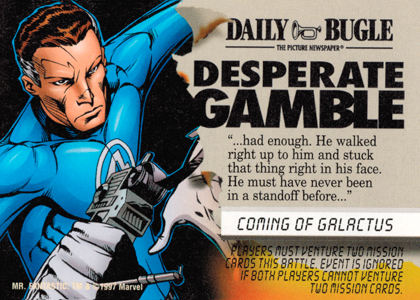 DAILY BUGLE
THE PICTURE NEWSPAPER®
DESPERATE
GAMBLE
“...had enough. He walked
right up to him and stuck
that thing right in his face.
He must have never been
in a standoff before...”
COMING OF GALACTUS
PLAYERS MUST VENTURE TWO MISSION
CARDS THIS BATTLE. EVENT IS IGNORED
IF BOTH PLAYERS CANNOT VENTURE
TWO MISSION CARDS.
MR. FANTASTIC: TM & ©1997 Marvel